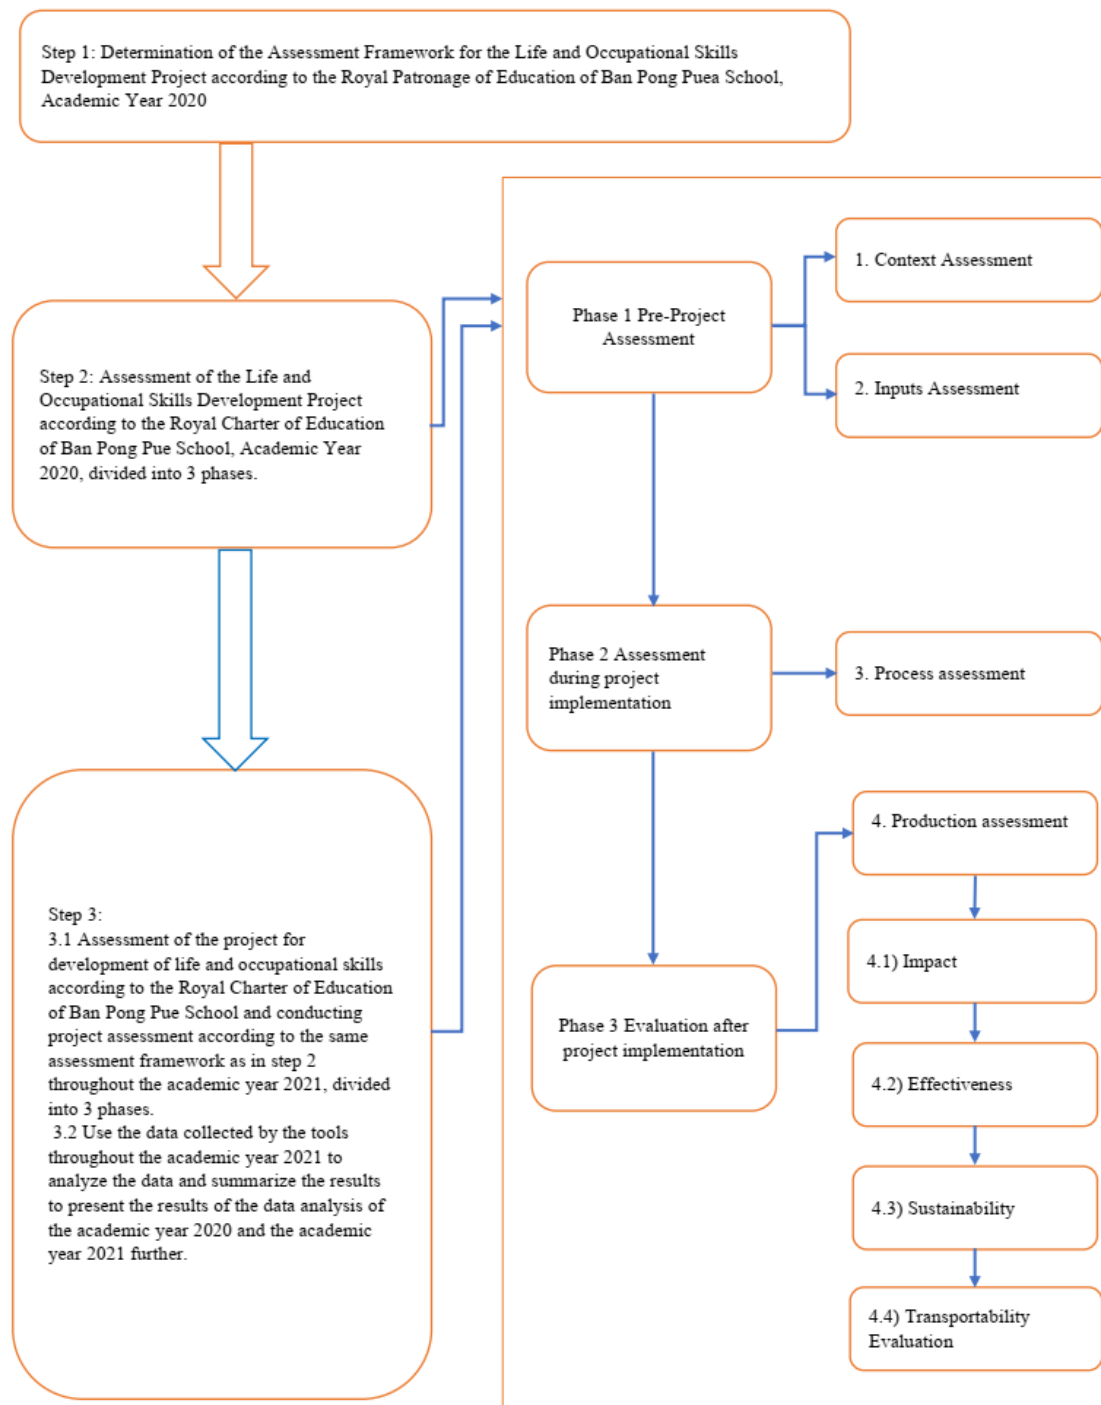 Step 1: Determination of the Assessment Framework for the Life and Occupational Skills
Development Project according to the Royal Patronage of Education of Ban Pong Puea School,
Academic Year 2020
Step 2: Assessment of the Life and
Occupational Skills Development Project
according to the Royal Charter of Education
of Ban Pong Pue School, Academic Year
2020, divided into 3 phases.
Step 3:
3.1 Assessment of the project for
development of life and occupational skills
according to the Royal Charter of Education
of Ban Pong Pue School and conducting
project assessment according to the same
assessment framework as in step 2
throughout the academic year 2021, divided
into 3 phases.
3.2 Use the data collected by the tools
throughout the academic year 2021 to
analyze the data and summarize the results
to present the results of the data analysis of
the academic year 2020 and the academic
year 2021 further.
Phase 1 Pre-Project
Assessment
1. Context Assessment
2. Inputs Assessment
Phase 2 Assessment
during project
implementation
3. Process assessment
Phase 3 Evaluation after
project implementation
4. Production assessment
4.1) Impact
4.2) Effectiveness
4.3) Sustainability
4.4) Transportability
Evaluation